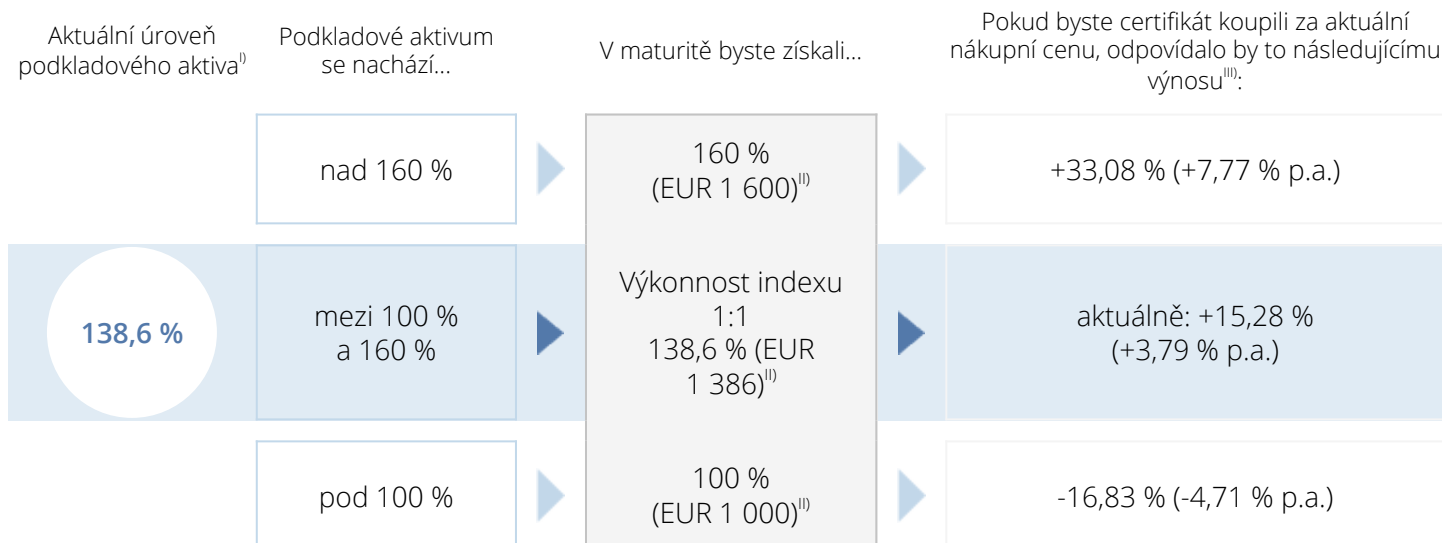 Aktuální úroveň
podkladového aktiva I)
Podkladové aktivum
se nachází...
V maturitě byste získali...
Pokud byste certifikát koupili za aktuální
nákupní cenu, odpovídalo by to následujícímu
výnosu III):
nad 160 %
160 %
(EUR 1 600) II)
+33,08 % (+7,77 % p.a.)
138,6 %
mezi 100 %
a 160 %
Výkonnost indexu
1:1
138,6 % (EUR
1 386) II)
aktuálně: +15,28 %
(+3,79 % p.a.)
pod 100 %
100 %
(EUR 1 000) II)
-16,83 % (-4,71 % p.a.)